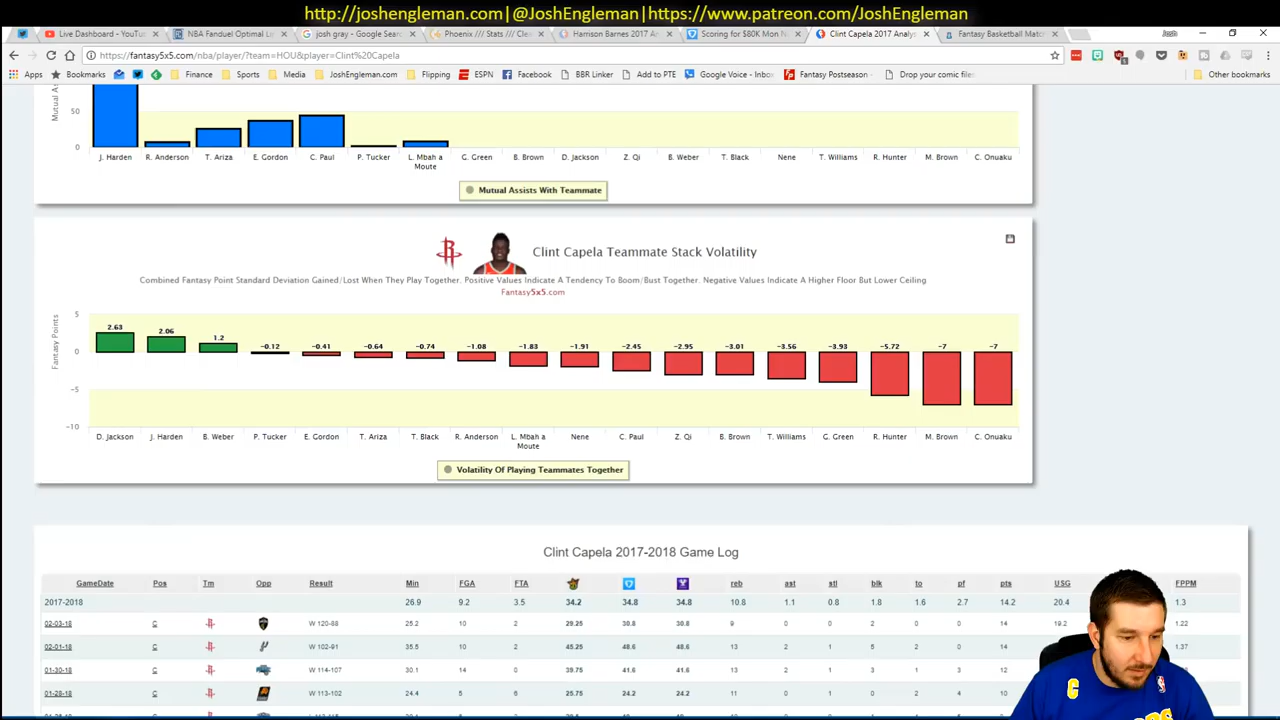 http://joshengleman.com|@JoshEngleman|https://www.patreon.com/JoshEngleman
Live Dashboard - YouTu
NBA Fanduel Optimal L
josh gray - Google Sear
Phoenix /// Stats /// Cle
Harrison Barnes 2017 An
Scoring for $80K Mon N
Clint Capela 2017 Analys
Fantasy Basketball Match
Josh
https://fantasy5x5.com/nba/player/?team=HOU&player=Clint%20Capela
Apps
Bookmarks
Finance
Sports
Media
JoshEngleman.com
Flipping
ESPN
Facebook
BBR Linker
Add to PTE
Google Voice - Inbox
Fantasy Postseason
Drop your comic files
Other bookmarks
Mutual As
50
0
J. Harden R. Anderson T. Ariza E. Gordon C. Paul P. Tucker L. Mbah a Moute G. Green B. Brown D. Jackson Z. Qi B. Weber T. Black Nene T. Williams R. Hunter M. Brown C. Onuaku
Mutual Assists With Teammate
Clint Capela Teammate Stack Volatility
Combined Fantasy Point Standard Deviation Gained/Lost When They Play Together. Positive Values Indicate A Tendency To Boom/Bust Together. Negative Values Indicate A Higher Floor But Lower Ceiling
Fantasy5x5.com
Fantasy Points
5
0
-5
-10
2.63 2.06 1.2 -0.12 -0.41 -0.64 -0.74 -1.08 -1.83 -1.91 -2.45 -2.95 -3.01 -3.56 -3.93 -5.72 -7 -7
D. Jackson J. Harden B. Weber P. Tucker E. Gordon T. Ariza T. Black R. Anderson L. Mbah a Moute Nene C. Paul Z. Qi B. Brown T. Williams G. Green R. Hunter M. Brown C. Onuaku
Volatility Of Playing Teammates Together
Clint Capela 2017-2018 Game Log
GameDate Pos Tm Opp Result Min FGA FTA reb ast stl blk to pf pts USG FPPM
2017-2018 26.9 9.2 3.5 34.2 34.8 34.8 10.8 1.1 0.8 1.8 1.6 2.7 14.2 20.4 1.3
02-03-18 C W 120-88 25.2 10 2 29.25 30.8 30.8 9 0 0 2 0 0 14 19.2 1.22
02-01-18 C W 102-91 35.5 10 2 45.25 48.6 48.6 13 2 1 5 2 0 14 1.37
01-30-18 C W 114-107 30.1 14 0 39.75 41.6 41.6 13 2 1 3 1 3 12
01-28-18 C W 113-102 24.4 5 6 25.75 24.2 24.2 11 0 1 0 2 4 10